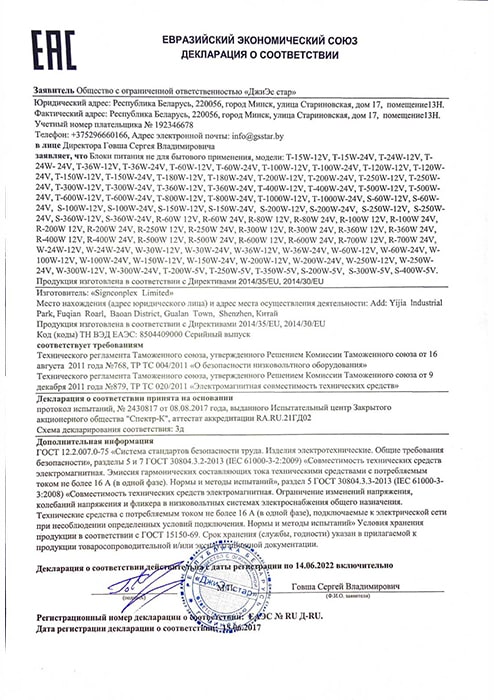 EAC
ЕВРАЗИЙСКИЙ ЭКОНОМИЧЕСКИЙ СОЮЗ
ДЕКЛАРАЦИЯ О СООТВЕТСТВИИ
Заявитель Общество с ограниченной ответственностью «ДжиЭс стар»
Юридический адрес: Республика Беларусь, 220056, город Минск, улица Стариновская, дом 17, помещение13Н.
Фактический адрес: Республика Беларусь, 220056, город Минск, улица Стариновская, дом 17, помещение13Н.
Учетный номер плательщика № 192346678
Телефон: +375296660166, Адрес электронной почты: info@gsstar.by
в лице Директора Говша Сергея Владимировича
заявляет, что Блоки питания не для бытового применения, модели: T-15W-12V, T-15W-24V, T-24W-12V, T-
24W- 24V, T-36W-12V, T-36W-24V, T-60W-12V, T-60W-24V, T-100W-12V, T-100W-24V, T-120W-12V, T-120W-
24V, T-150W-12V, T-150W-24V, T-180W-12V, T-180W-24V, T-200W-12V, T-200W-24V, T-250W-12V, T-250W-
24V, T-300W-12V, T-300W-24V, T-360W-12V, T-360W-24V, T-400W-12V, T-400W-24V, T-500W-12V, T-500W-
24V, T-600W-12V, T-600W-24V, T-800W-12V, T-800W-24V, T-1000W-12V, T-1000W-24V, S-60W-12V, S-60W-
24V, S-100W-12V, S-100W-24V, S-150W-12V, S-150W-24V, S-200W-12V, S-200W-24V, S-250W-12V, S-250W-
24V, S-360W-12V, S-360W-24V, R-60W 12V, R-60W 24V, R-80W 12V, R-80W 24V, R-100W 12V, R-100W 24V,
R-200W 12V, R-200W 24V, R-250W 12V, R-250W 24V, R-300W 12V, R-300W 24V, R-360W 12V, R-360W 24V,
R-400W 12V, R-400W 24V, R-500W 12V, R-500W 24V, R-600W 12V, R-600W 24V, R-700W 12V, R-700W 24V,
W-24W-12V, W-24W-24V, W-30W-12V, W-30W-24V, W-36W-12V, W-36W-24V, W-60W-12V, W-60W-24V, W-
100W-12V, W-100W-24V, W-150W-12V, W-150W-24V, W-200W-12V, W-200W-24V, W-250W-12V, W-250W-
24V, W-300W-12V, W-300W-24V, T-200W-5V, T-250W-5V, T-350W-5V, S-200W-5V, S-300W-5V, S-400W-5V.
Продукция изготовлена в соответствии с Директивами 2014/35/EU, 2014/30/EU
Изготовитель: «Signcomplex Limited»
Место нахождения (адрес юридического лица) и адрес места осуществления деятельности: Add: Yijia Industrial
Park, Fuqian Roarl, Baoan District, Gualan Town, Shenzhen, Китай
Продукция изготовлена в соответствии с Директивами 2014/35/EU, 2014/30/EU
Код (коды) ТН ВЭД ЕАЭС: 8504409000 Серийный выпуск
соответствует требованиям
Технического регламента Таможенного союза, утвержденного Решением Комиссии Таможенного союза от 16
августа 2011 года №768, ТР ТС 004/2011 «О безопасности низковольтного оборудования»
Технического регламента Таможенного союза, утвержденного Решением Комиссии Таможенного союза от 9
декабря 2011 года №879, ТР ТС 020/2011 «Электромагнитная совместимость технических средств»
Декларация о соответствии принята на основании
протокол испытаний, № 2430817 от 08.08.2017 года, выданного Испытательный центр Закрытого
акционерного общества "Спектр-К", аттестат аккредитации RA.RU.21ГД02
Схема декларирования соответствия: 3д
Дополнительная информация
ГОСТ 12.2.007.0-75 «Система стандартов безопасности труда. Изделия электротехнические. Общие требования
безопасности», разделы 5 и 7 ГОСТ 30804.3.2-2013 (IEC 61000-3-2:2009) «Совместимость технических средств
электромагнитная. Эмиссия гармонических составляющих тока техническими средствами с потребляемым
током не более 16 А (в одной фазе). Нормы и методы испытаний», раздел 5 ГОСТ 30804.3.3-2013 (IEC 61000-3-
3:2008) «Совместимость технических средств электромагнитная. Ограничение изменений напряжения,
колебаний напряжения и фликера в низковольтных системах электроснабжения общего назначения.
Технические средства с потребляемым током не более 16 А (в одной фазе), подключаемые к электрической сети
при несоблюдении определенных условий подключения. Нормы и методы испытаний» Условия хранения
продукции в соответствии с ГОСТ 15150-69. Срок хранения (службы, годности) указан в прилагаемой к
продукции товаросопроводительной и/или эксплуатационной документации.
Декларация о соответствии действительна с даты регистрации по 14.06.2022 включительно
Говша Сергей Владимирович
(подпись) (Ф.И.О. заявителя)
«ДжиЭс стар»
Регистрационный номер декларации о соответствии: ЕАЭС № RU Д-RU.
Дата регистрации декларации о соответствии: 15.06.2017